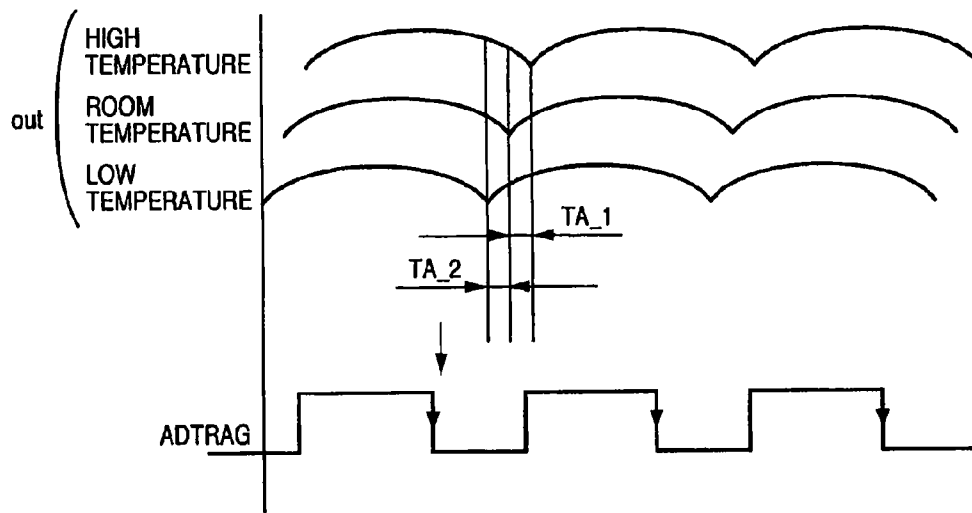 HIGH
TEMPERATURE
out
ROOM
TEMPERATURE
LOW
TEMPERATURE
TA_1
TA_2
ADTRAG